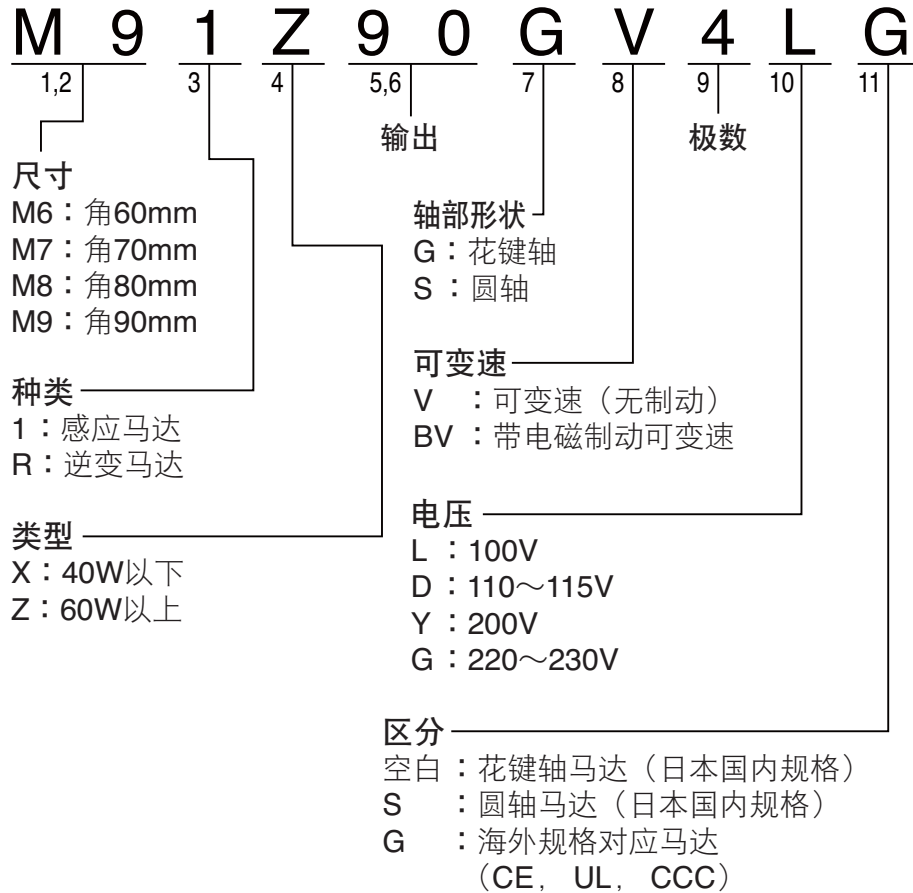 M 9 1 Z 9 0 G V 4 L G
1,2 3 4 5,6 7 8 9 10 11
输出
极数
尺寸
M6：角60mm
M7：角70mm
M8：角80mm
M9：角90mm
种类
1：感应马达
R：逆变马达
类型
X：40W以下
Z：60W以上
轴部形状
G：花键轴
S：圆轴
可变速
V：可变速（无制动）
BV：带电磁制动可变速
电压
L：100V
D：110～115V
Y：200V
G：220～230V
区分
空白：花键轴马达（日本国内规格）
S：圆轴马达（日本国内规格）
G：海外规格对应马达
（CE， UL， CCC）